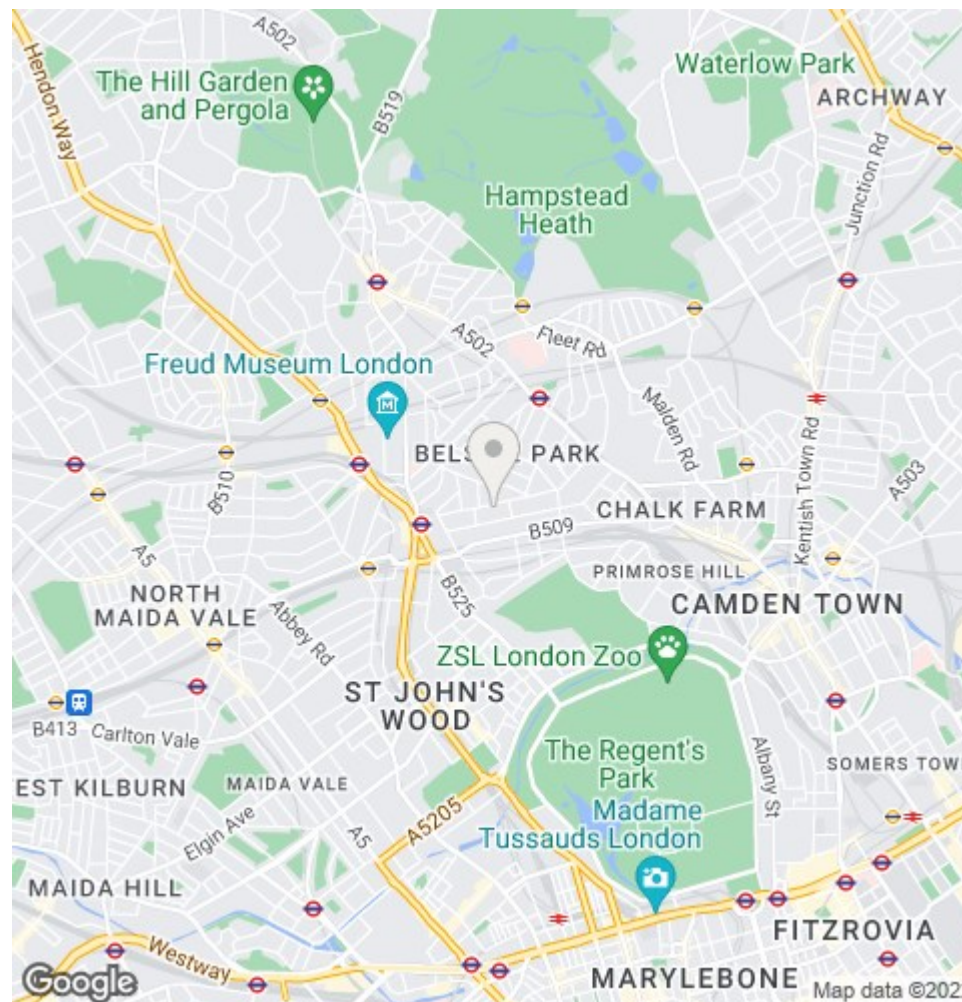 A502
The Hill Garden
and Pergola
B519
Hendon Way
Waterlow Park
ARCHWAY
Junction Rd
Hampstead
Heath
A502
Fleet Rd
Freud Museum London
Malden Rd
BELS
PARK
Kentish Town Rd
A503
B510
CHALK FARM
B509
A5
PRIMROSE HILL
NORTH
MAIDA VALE
Abbey Rd
B525
CAMDEN TOWN
ZSL London Zoo
ST JOHN'S
WOOD
B413 Carlton Vale
The Regent's
Park
Albany St
MAIDA VALE
SOMERS TOW
EST KILBURN
Madame
Tussauds London
A5205
Elgin Ave
A5
MAIDA HILL
FITZROVIA
Westway
MARYLEBONE
Google
Map data ©202